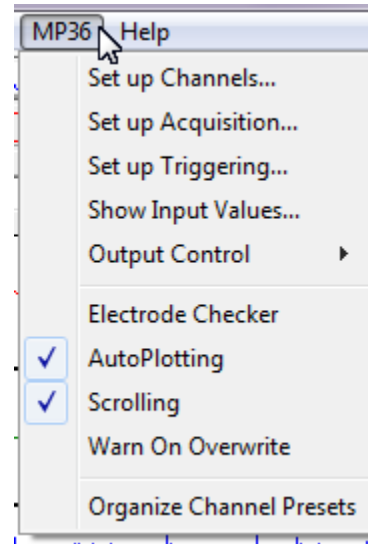 MP36 Help
Set up Channels...
Set up Acquisition...
Set up Triggering...
Show Input Values...
Output Control
Electrode Checker
AutoPlotting
Scrolling
Warn On Overwrite
Organize Channel Presets